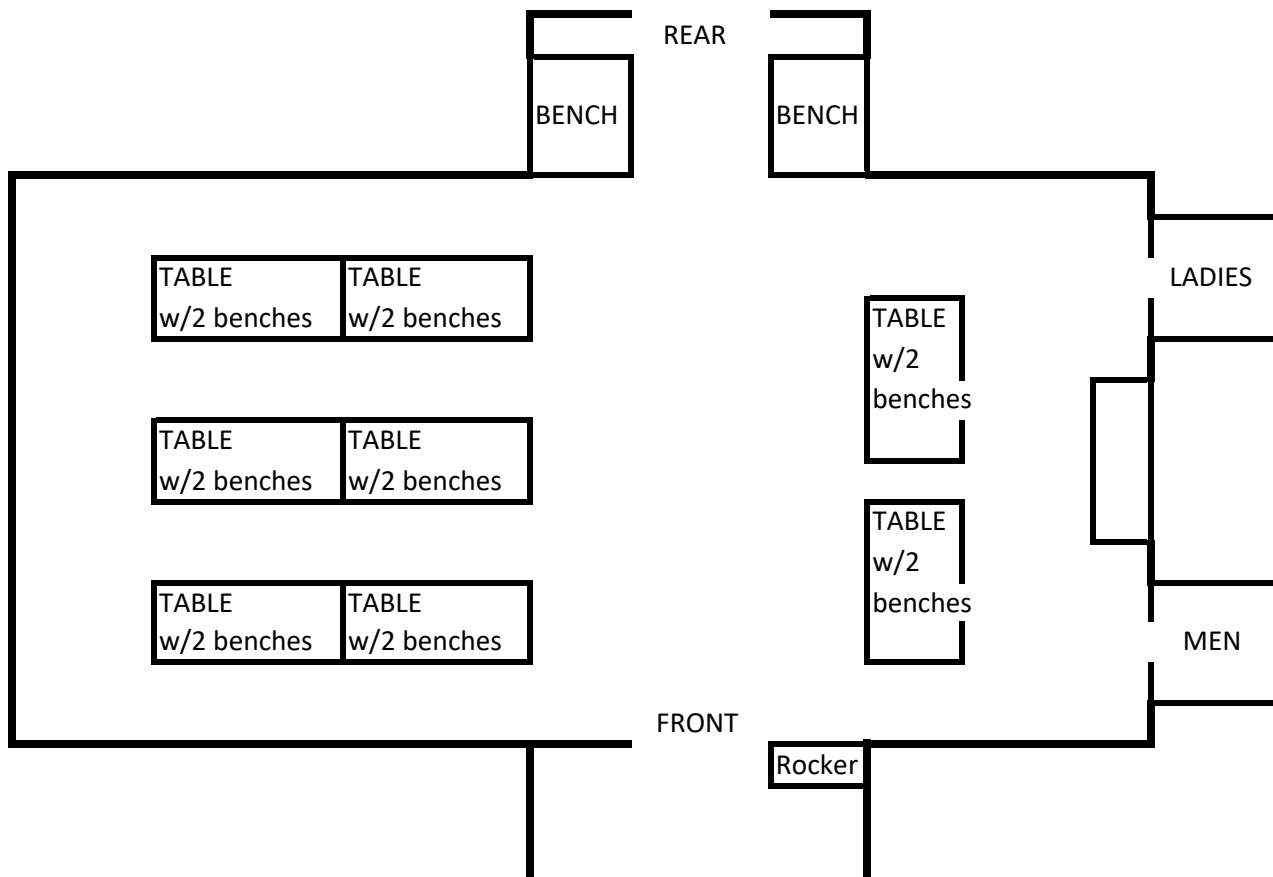 REAR
BENCH
BENCH
TABLE
w/2 benches
TABLE
w/2 benches
LADIES
TABLE
w/2
benches
TABLE
w/2 benches
TABLE
w/2 benches
TABLE
w/2
benches
TABLE
w/2 benches
TABLE
w/2 benches
MEN
FRONT
Rocker